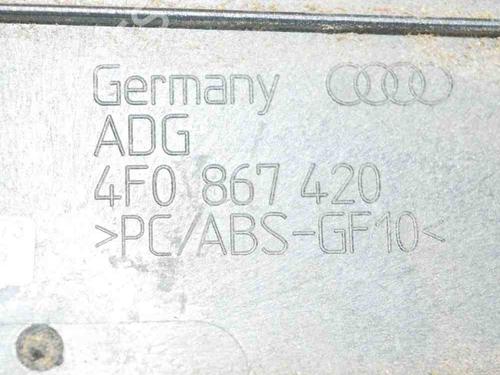 Germany
ADG
4F0 867 420
>PC/ABS-GF10<